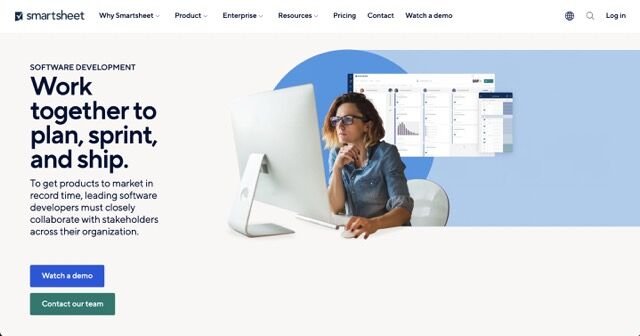 smartsheet
Why Smartsheet Product Enterprise Resources Pricing Contact Watch a demo Log in
SOFTWARE DEVELOPMENT
Work
together to
plan, sprint,
and ship.
To get products to market in
record time, leading software
developers must closely
collaborate with stakeholders
across their organization.
Watch a demo
Contact our team